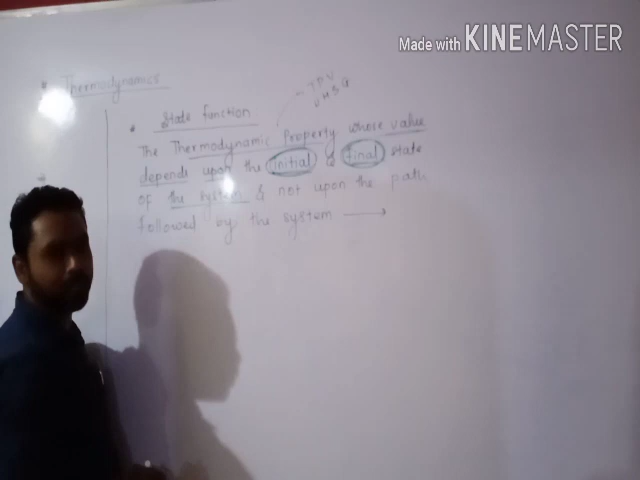 Made with KINEMASTER
Thermodynamics
T P V
U H S G
State Function
The Thermodynamic Property whose value
depends upon the initial & final state
of the system & not upon the path
followed by the system →